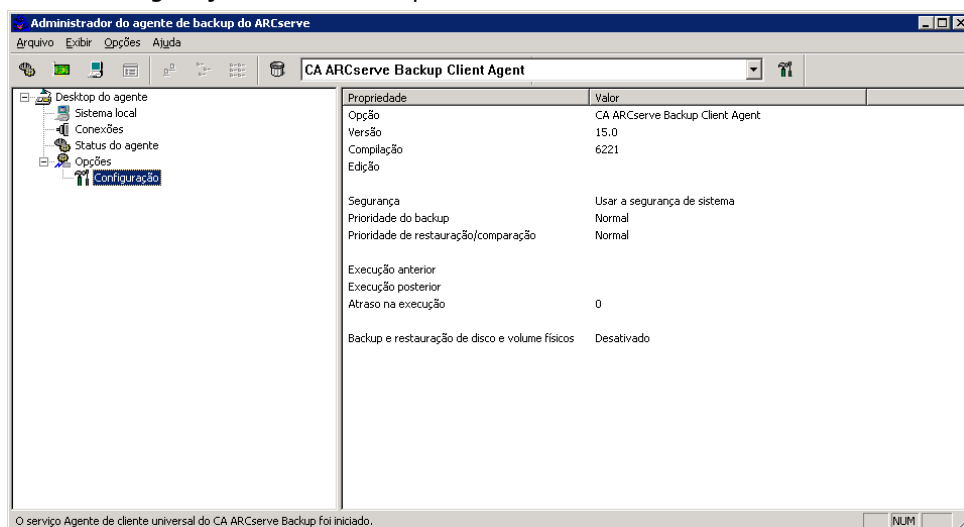 Administrador do agente de backup do ARCserve
Arquivo Exibir Opções Ajuda
CA ARCserve Backup Client Agent
Desktop do agente
Sistema local
Conexões
Status do agente
Opções
Configuração
Propriedade Valor
Opção CA ARCserve Backup Client Agent
Versão 15.0
Compilação 6221
Edição
Segurança Usar a segurança de sistema
Prioridade do backup Normal
Prioridade de restauração/comparação Normal
Execução anterior
Execução posterior
Atraso na execução 0
Backup e restauração de disco e volume físicos Desativado
O serviço Agente de cliente universal do CA ARCserve Backup foi iniciado. NUM